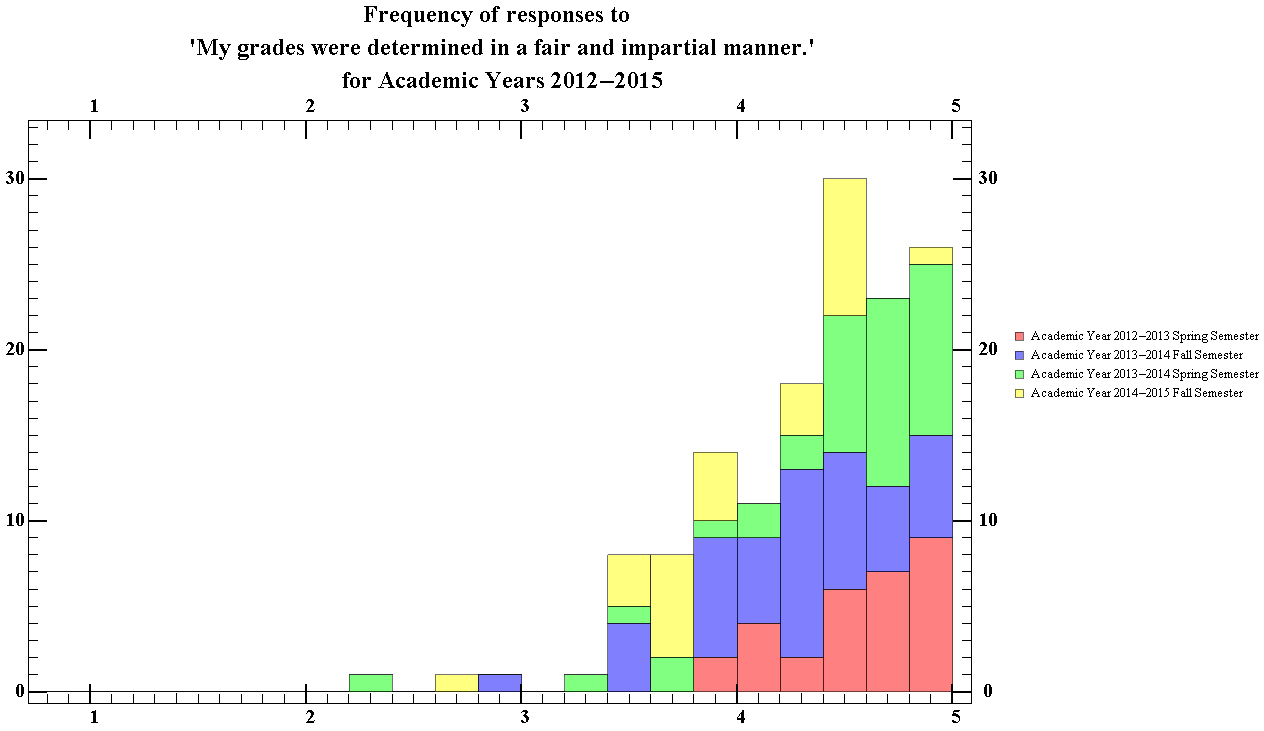 Frequency of responses to
'My grades were determined in a fair and impartial manner.'
for Academic Years 2012–2015
1 2 3 4 5
30 30
20 20
10 10
0 0
1 2 3 4 5
Academic Year 2012–2013 Spring Semester
Academic Year 2013–2014 Fall Semester
Academic Year 2013–2014 Spring Semester
Academic Year 2014–2015 Fall Semester